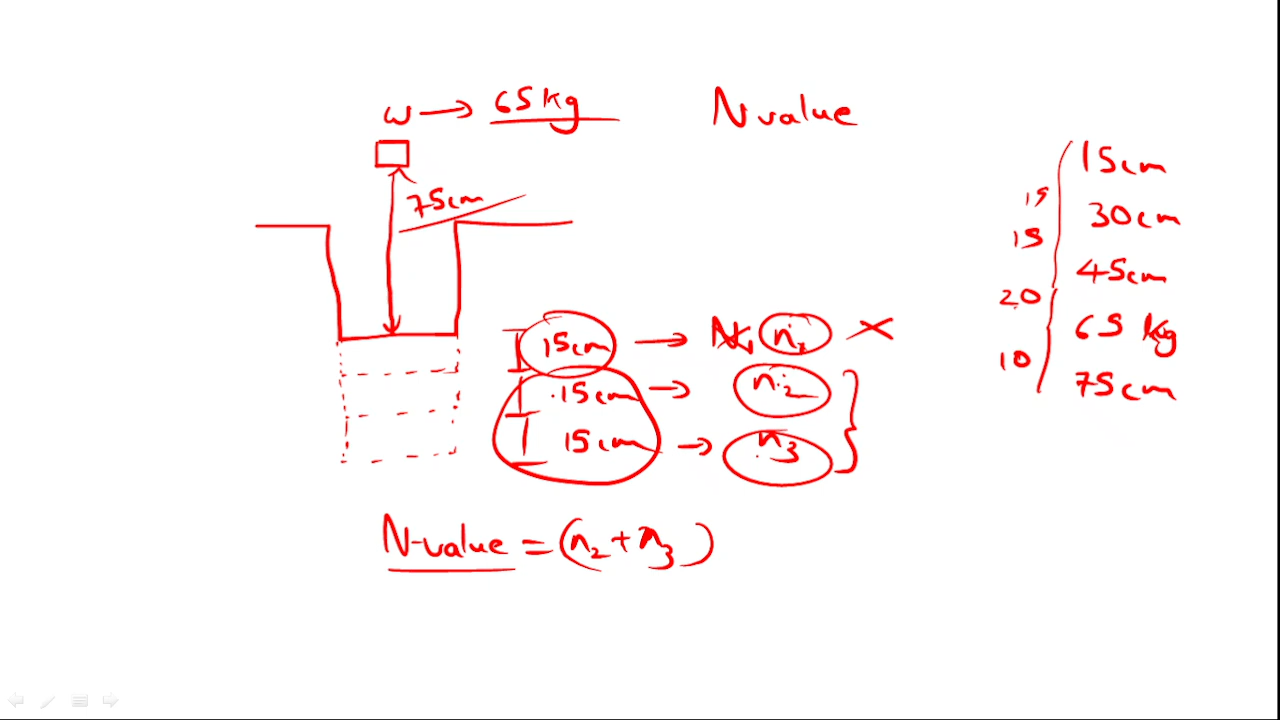 w → 65 kg
N value
75 cm
15 cm → n₁ ×
15 cm → n₂
15 cm → n₃
N-value = (n₂ + n₃)
15 cm
15
30 cm
15
45 cm
20
65 kg
10
75 cm